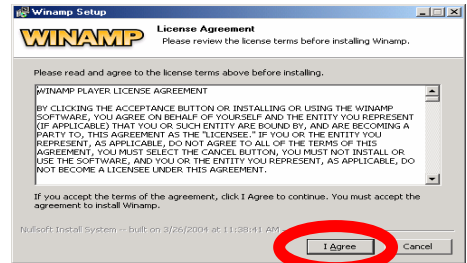 Winamp Setup
WINAMP
License Agreement
Please review the license terms before installing Winamp.
Please read and agree to the license terms above before installing.
WINAMP PLAYER LICENSE AGREEMENT
BY CLICKING THE ACCEPTANCE BUTTON OR INSTALLING OR USING THE WINAMP
SOFTWARE, YOU AGREE ON BEHALF OF YOURSELF AND THE ENTITY YOU REPRESENT
(IF APPLICABLE) THAT YOU OR SUCH ENTITY ARE BOUND BY, AND ARE BECOMING A
PARTY TO, THIS AGREEMENT AS THE "LICENSEE." IF YOU OR THE ENTITY YOU
REPRESENT, AS APPLICABLE, DO NOT AGREE TO ALL OF THE TERMS OF THIS
AGREEMENT, YOU MUST SELECT THE CANCEL BUTTON, YOU MUST NOT INSTALL OR
USE THE SOFTWARE, AND YOU OR THE ENTITY YOU REPRESENT, AS APPLICABLE, DO
NOT BECOME A LICENSEE UNDER THIS AGREEMENT.
If you accept the terms of the agreement, click I Agree to continue. You must accept the
agreement to install Winamp.
Nullsoft Install System -- built on 3/26/2004 at 11:38:41 AM
I Agree
Cancel